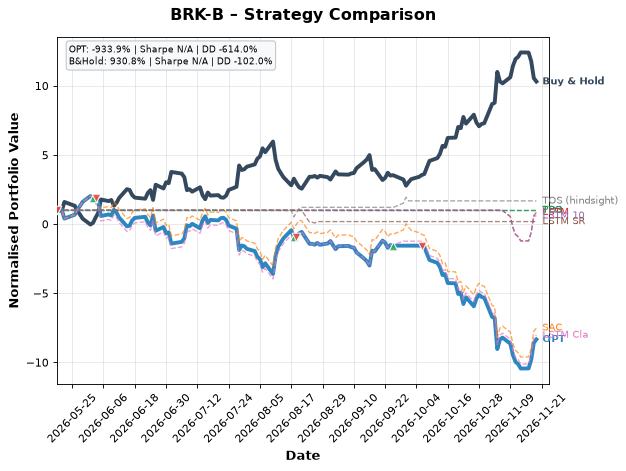 BRK-B – Strategy Comparison
OPT: -933.9% | Sharpe N/A | DD -614.0%
B&Hold: 930.8% | Sharpe N/A | DD -102.0%
Normalised Portfolio Value
10
5
0
−5
−10
Buy & Hold
TDS (hindsight)
LSTM SR
SAC
LSTM Cla
OPT
2026-05-25
2026-06-06
2026-06-18
2026-06-30
2026-07-12
2026-07-24
2026-08-05
2026-08-17
2026-08-29
2026-09-10
2026-09-22
2026-10-04
2026-10-16
2026-10-28
2026-11-09
2026-11-21
Date